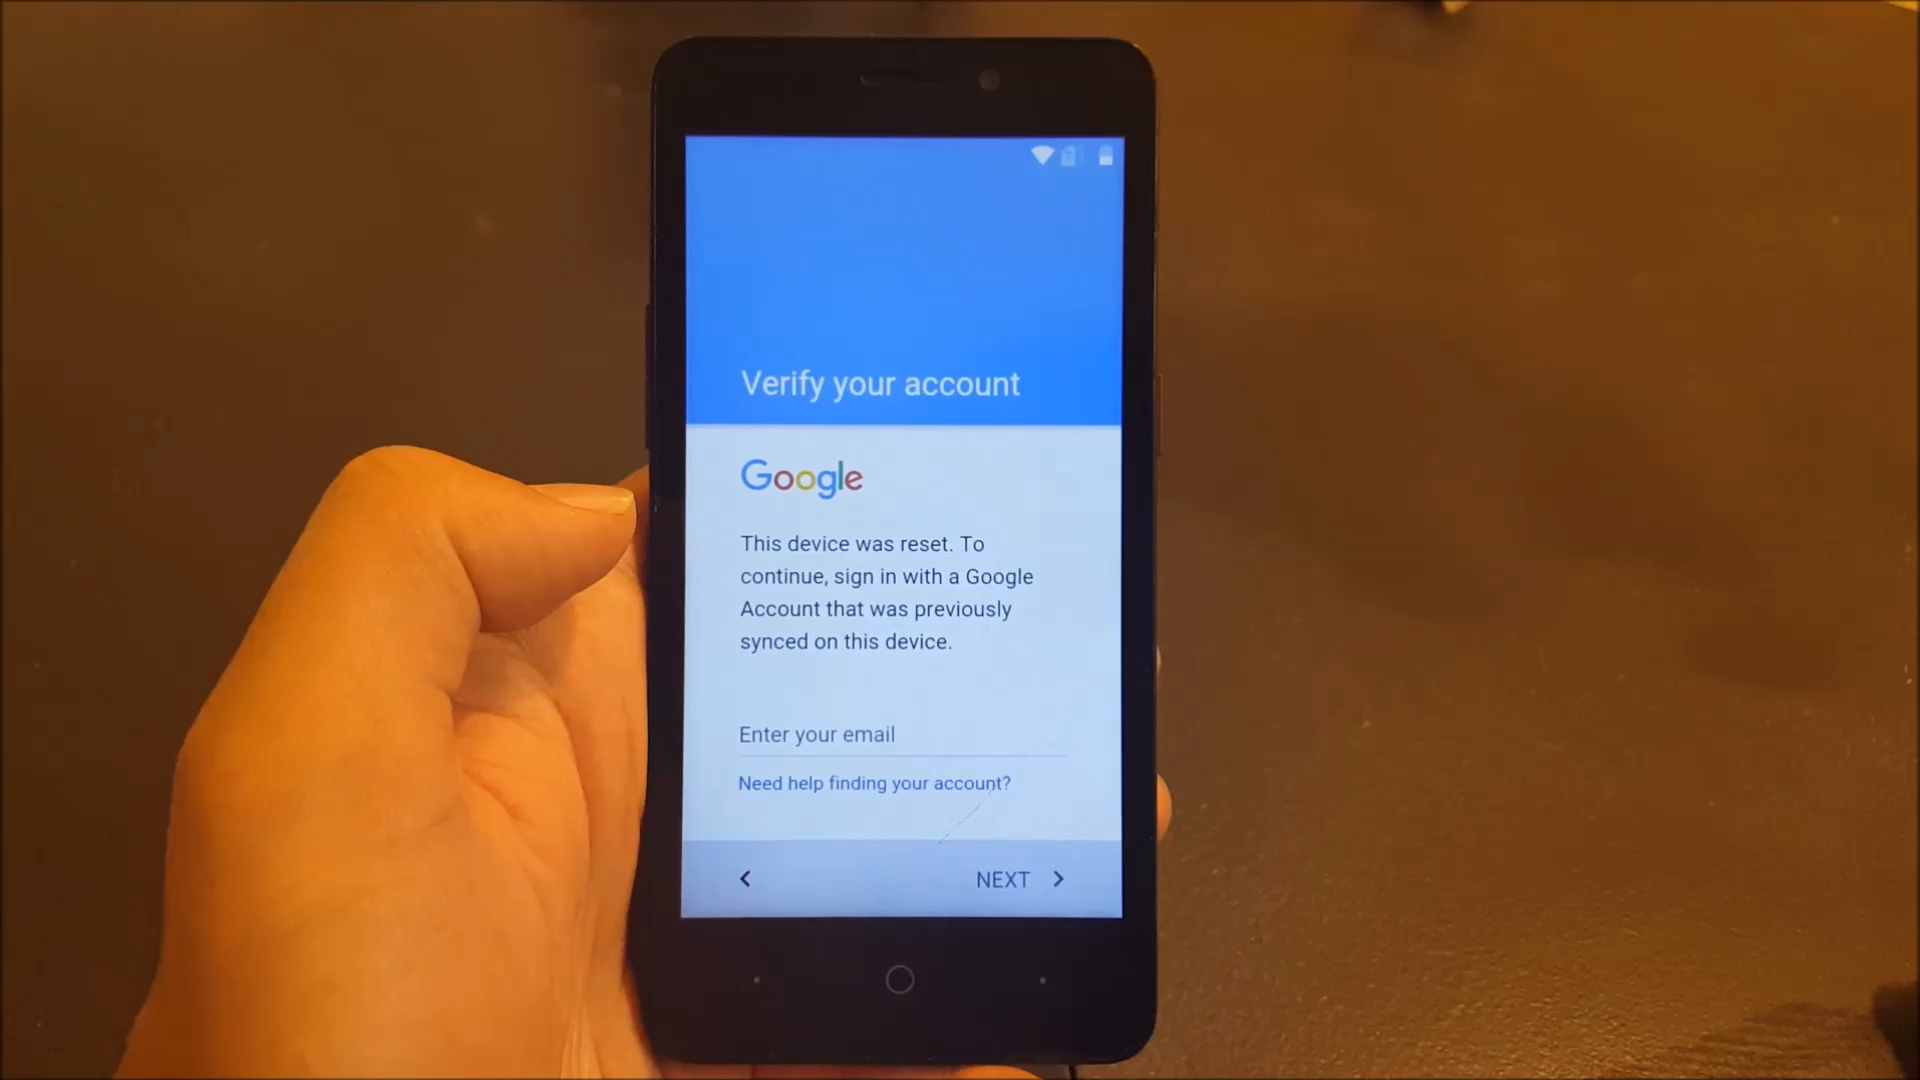 Verify your account
Google
This device was reset. To
continue, sign in with a Google
Account that was previously
synced on this device.
Enter your email
Need help finding your account?
NEXT